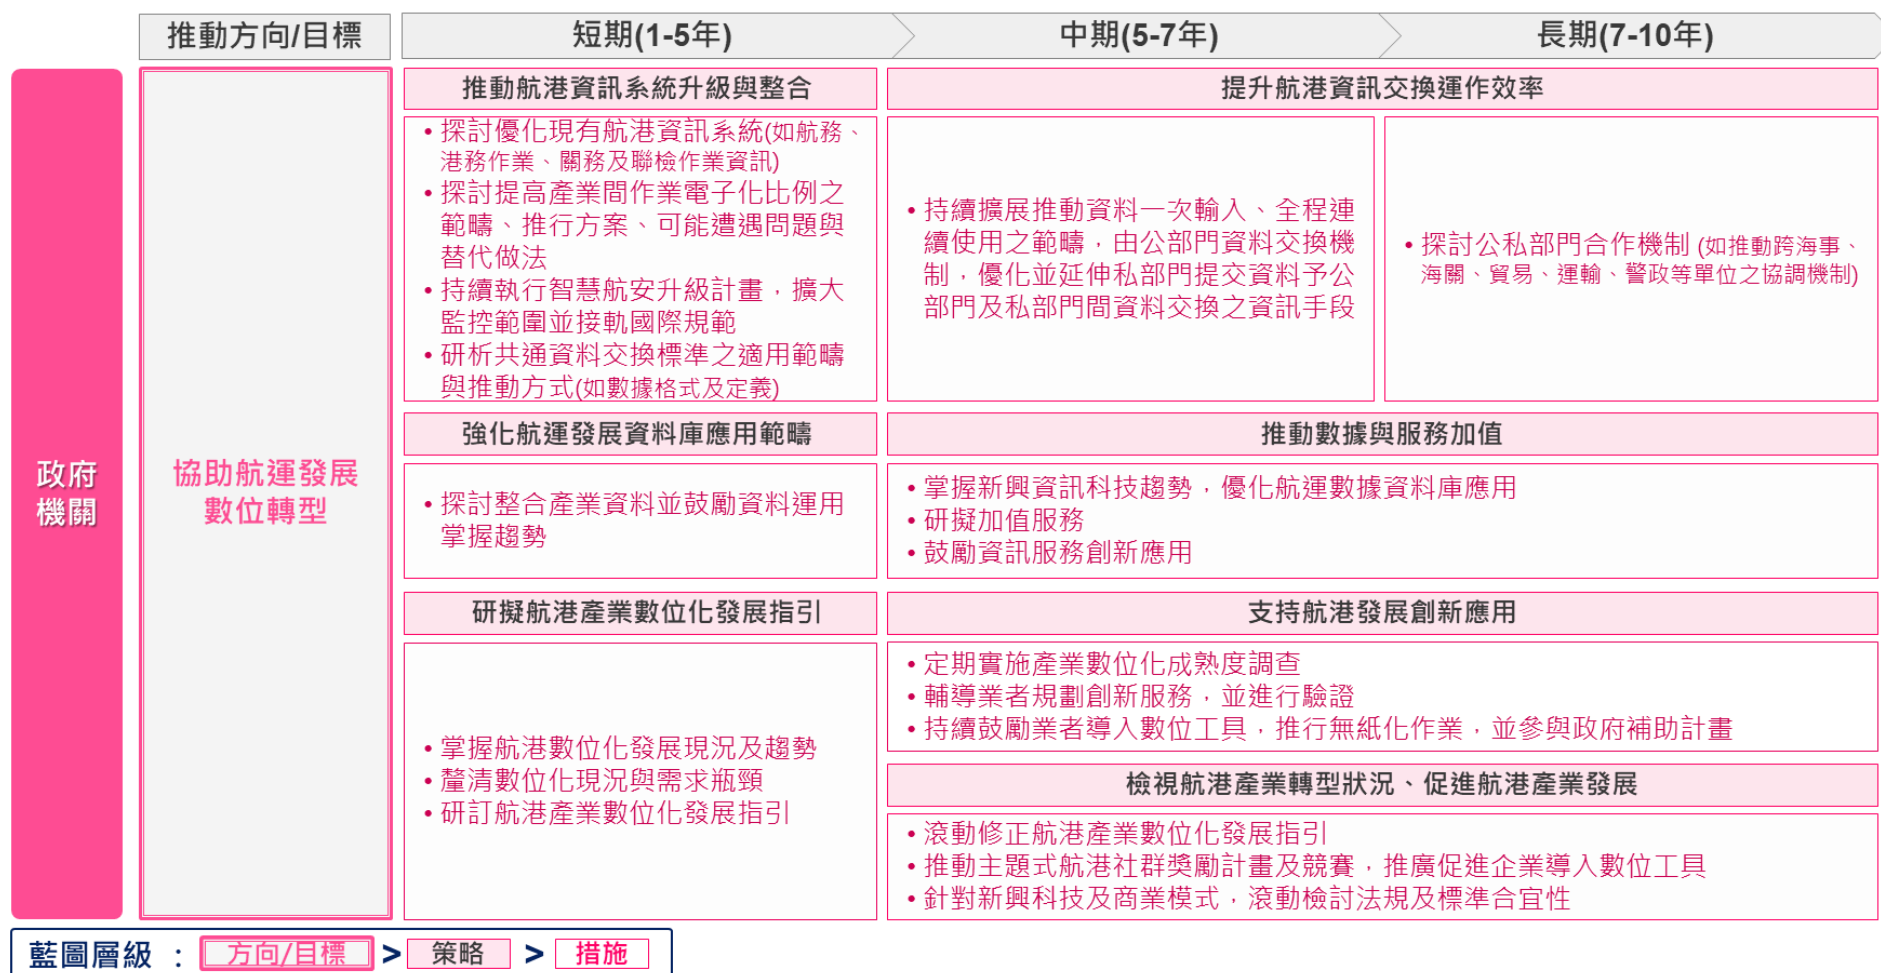 推動方向/目標
短期(1-5年)
中期(5-7年)
長期(7-10年)
政府
機關
協助航運發展
數位轉型
推動航港資訊系統升級與整合
• 探討優化現有航港資訊系統(如航務、
港務作業、關務及聯檢作業資訊)
• 探討提高產業間作業電子化比例之
範疇、推行方案、可能遭遇問題與
替代做法
• 持續執行智慧航安升級計畫，擴大
監控範圍並接軌國際規範
• 研析共通資料交換標準之適用範疇
與推動方式(如數據格式及定義)
提升航港資訊交換運作效率
• 持續擴展推動資料一次輸入、全程連
續使用之範疇，由公部門資料交換機
制，優化並延伸私部門提交資料予公
部門及私部門間資料交換之資訊手段
• 探討公私部門合作機制 (如推動跨海事、
海關、貿易、運輸、警政等單位之協調機制)
強化航運發展資料庫應用範疇
• 探討整合產業資料並鼓勵資料運用
掌握趨勢
推動數據與服務加值
• 掌握新興資訊科技趨勢，優化航運數據資料庫應用
• 研擬加值服務
• 鼓勵資訊服務創新應用
研擬航港產業數位化發展指引
• 掌握航港數位化發展現況及趨勢
• 釐清數位化現況與需求瓶頸
• 研訂航港產業數位化發展指引
支持航港發展創新應用
• 定期實施產業數位化成熟度調查
• 輔導業者規劃創新服務，並進行驗證
• 持續鼓勵業者導入數位工具，推行無紙化作業，並參與政府補助計畫
檢視航港產業轉型狀況、促進航港產業發展
• 滾動修正航港產業數位化發展指引
• 推動主題式航港社群獎勵計畫及競賽，推廣促進企業導入數位工具
• 針對新興科技及商業模式，滾動檢討法規及標準合宜性
藍圖層級 ： 方向/目標 > 策略 > 措施